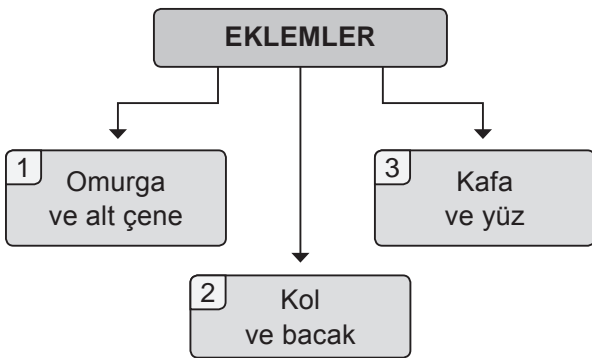 EKLEMLER
1
Omurga
ve alt çene
3
Kafa
ve yüz
2
Kol
ve bacak